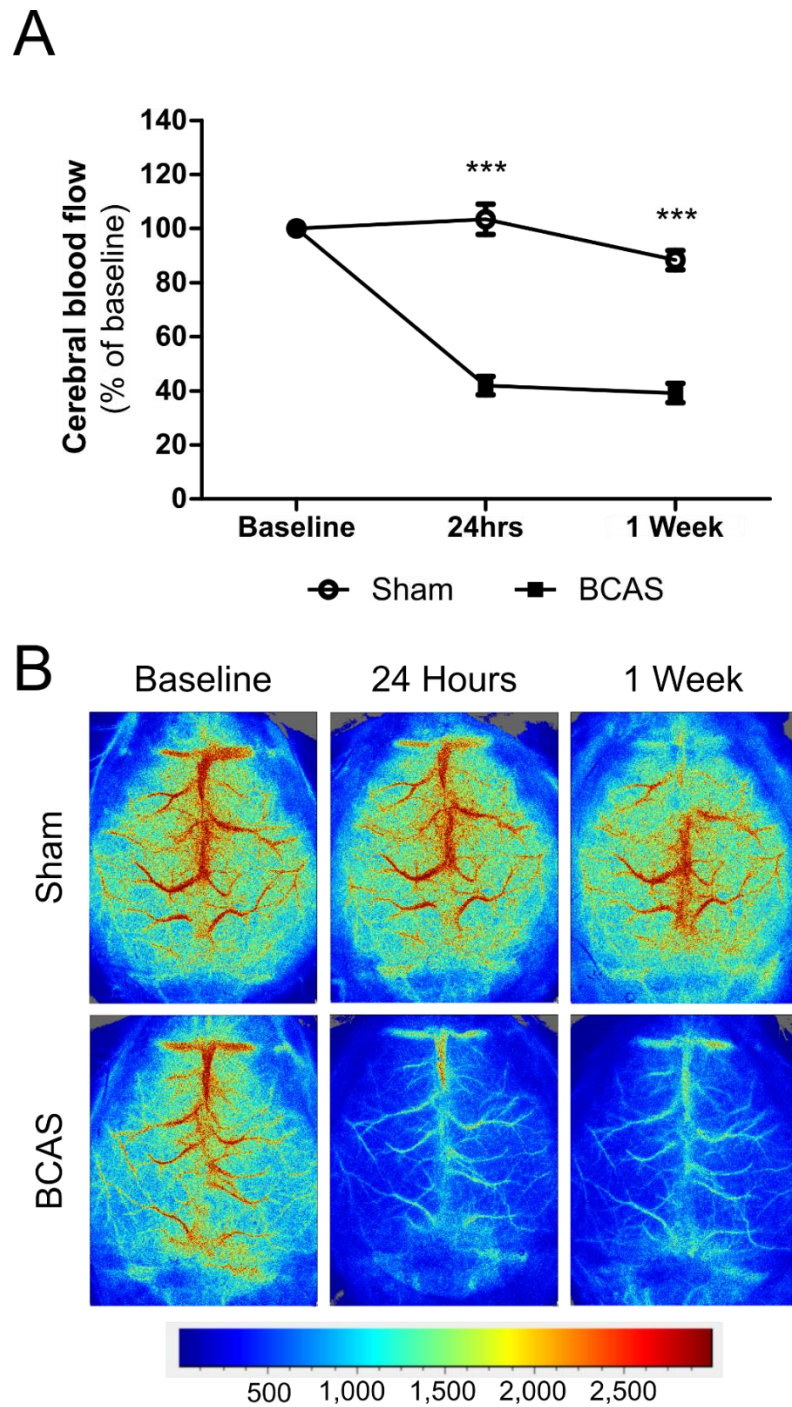 A
Cerebral blood flow
(% of baseline)
140
120
100
80
60
40
20
0
***
***
Baseline 24hrs 1 Week
Sham BCAS
B
Baseline 24 Hours 1 Week
Sham
BCAS
500 1,000 1,500 2,000 2,500